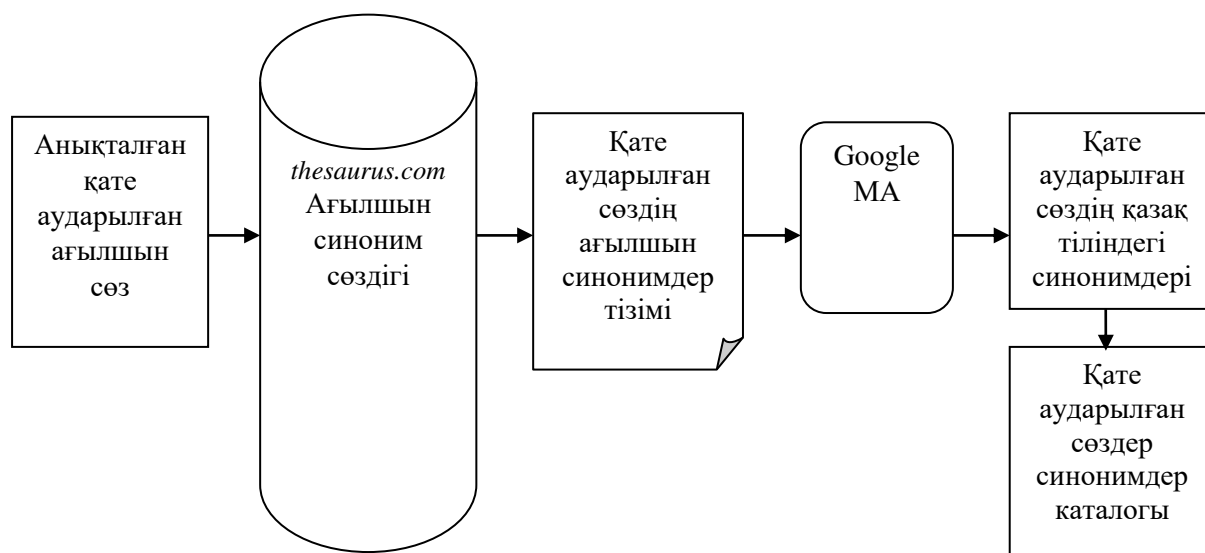 Анықталған
қате
аударылған
ағылшын
сөз
thesaurus.com
Ағылшын
синоним
сөздігі
Қате
аударылған
сөздің
ағылшын
синонимдер
тізімі
Google
МА
Қате
аударылған
сөздің қазақ
тіліндегі
синонимдері
Қате
аударылған
сөздер
синонимдер
каталогы